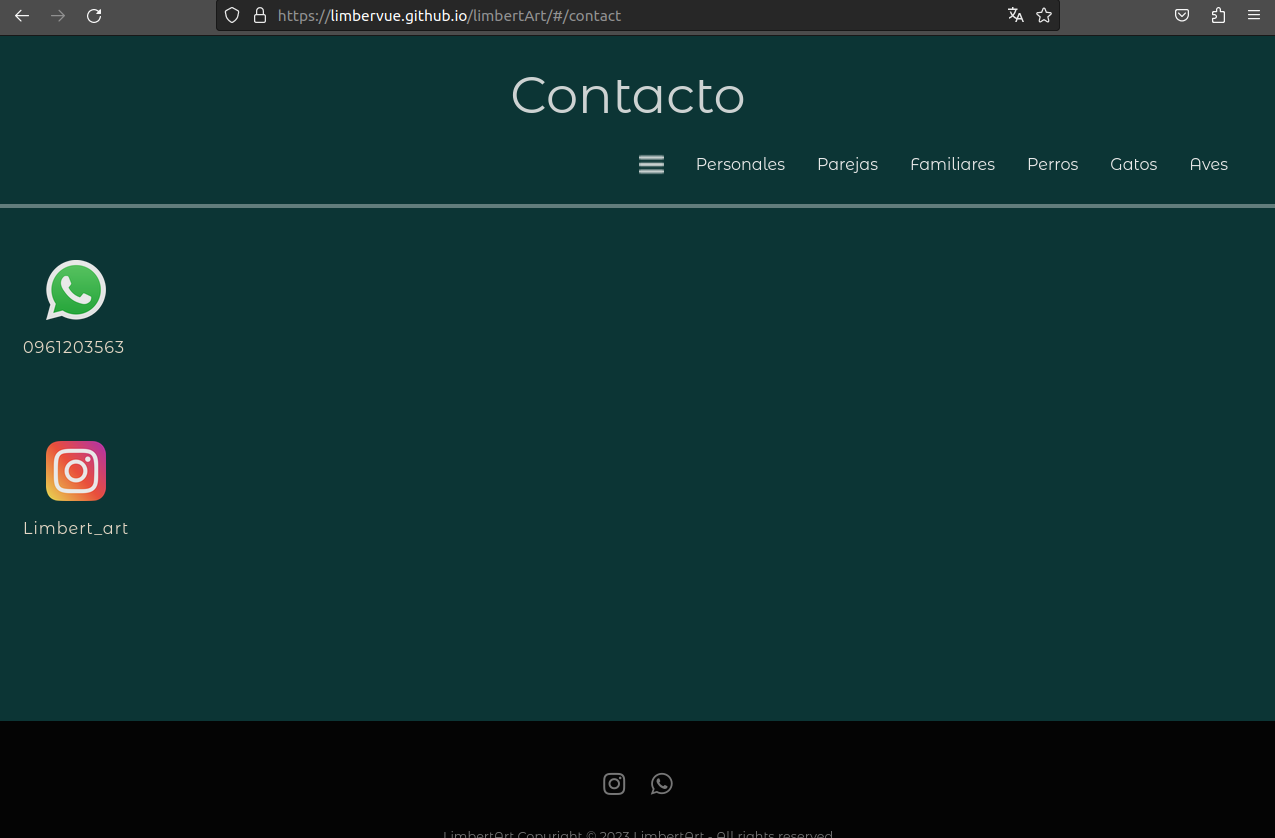 https://limbervue.github.io/limbertArt/#/contact
Contacto
Personales Parejas Familiares Perros Gatos Aves
0961203563
Limbert_art
LimbertArt Copyright © 2023 LimbertArt - All rights reserved